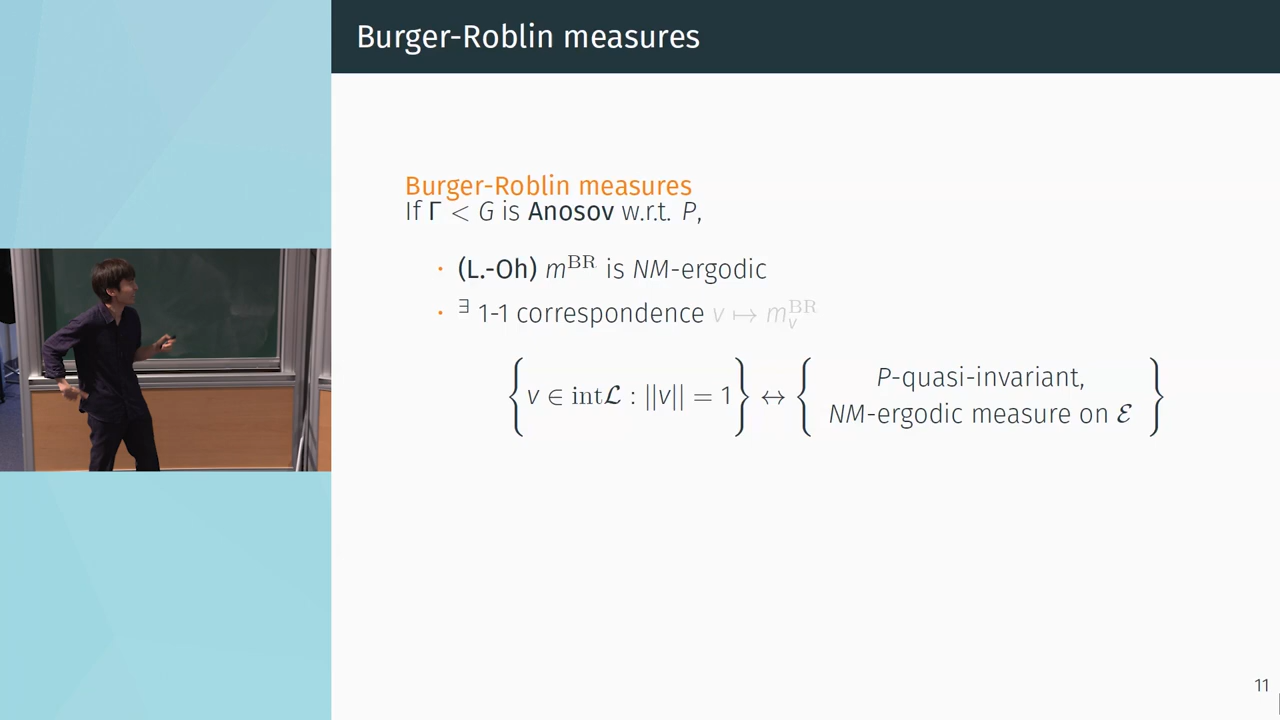 Burger-Roblin measures
Burger-Roblin measures
If Γ < G is Anosov w.r.t. P,
· (L.-Oh) m^BR is NM-ergodic
· ∃ 1-1 correspondence v ↦ m_v^BR
{v ∈ int𝓛 : ||v|| = 1} ↔ {P-quasi-invariant,
NM-ergodic measure on 𝓔}
11